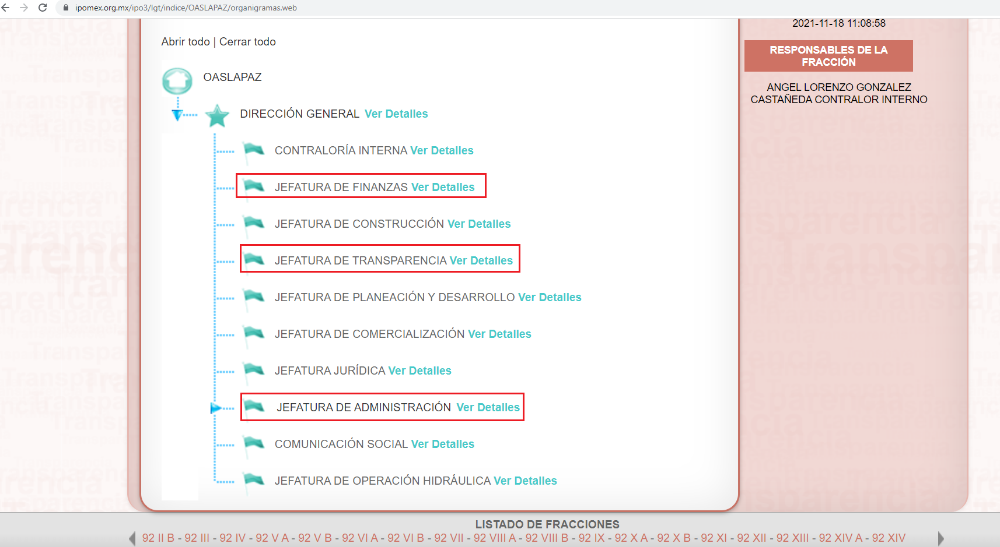 ipomex.org.mx/ipo3/lgt/indice/OASLAPAZ/organigramas.web
2021-11-18 11:08:58
Abrir todo | Cerrar todo
RESPONSABLES DE LA
FRACCIÓN
OASLAPAZ
ANGEL LORENZO GONZALEZ
CASTAÑEDA CONTRALOR INTERNO
DIRECCIÓN GENERAL Ver Detalles
CONTRALORÍA INTERNA Ver Detalles
JEFATURA DE FINANZAS Ver Detalles
JEFATURA DE CONSTRUCCIÓN Ver Detalles
JEFATURA DE TRANSPARENCIA Ver Detalles
JEFATURA DE PLANEACIÓN Y DESARROLLO Ver Detalles
JEFATURA DE COMERCIALIZACIÓN Ver Detalles
JEFATURA JURÍDICA Ver Detalles
JEFATURA DE ADMINISTRACIÓN Ver Detalles
COMUNICACIÓN SOCIAL Ver Detalles
JEFATURA DE OPERACIÓN HIDRÁULICA Ver Detalles
LISTADO DE FRACCIONES
92 II B - 92 III - 92 IV - 92 V A - 92 V B - 92 VI A - 92 VI B - 92 VII - 92 VIII A - 92 VIII B - 92 IX - 92 X A - 92 X B - 92 XI - 92 XII - 92 XIII - 92 XIV A - 92 XIV